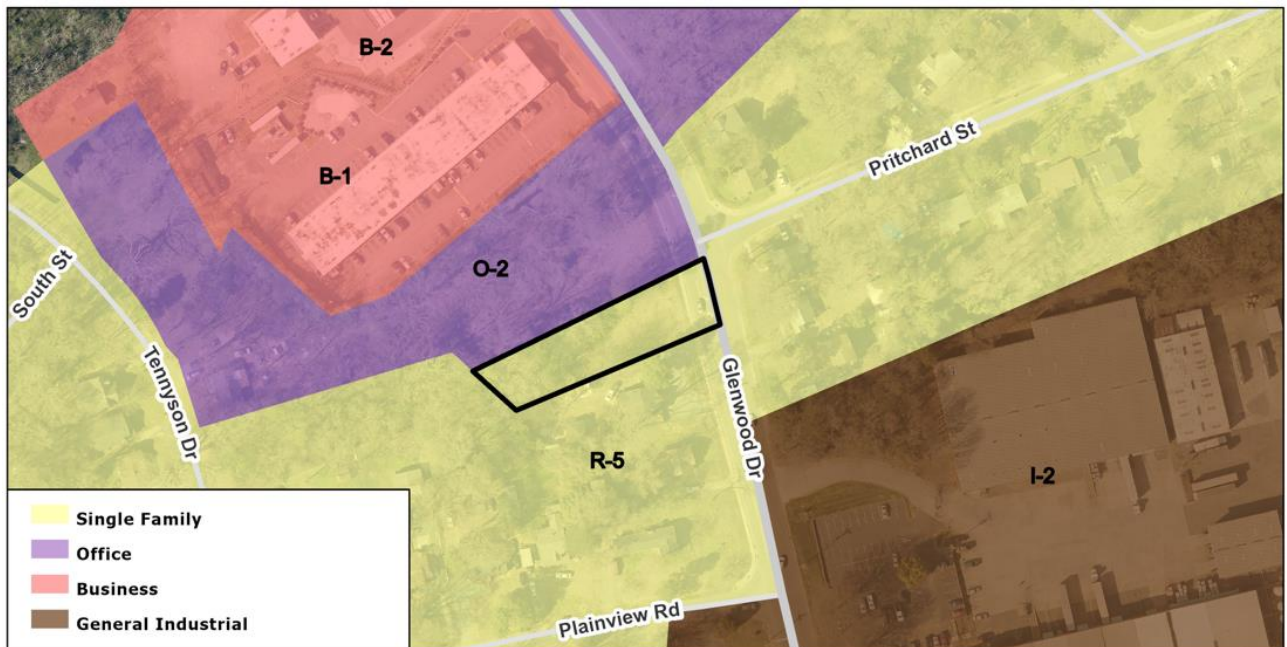 B-2
B-1
Pritchard St
O-2
South St
Tennyson Dr
Glenwood Dr
R-5
I-2
Plainview Rd
Single Family
Office
Business
General Industrial